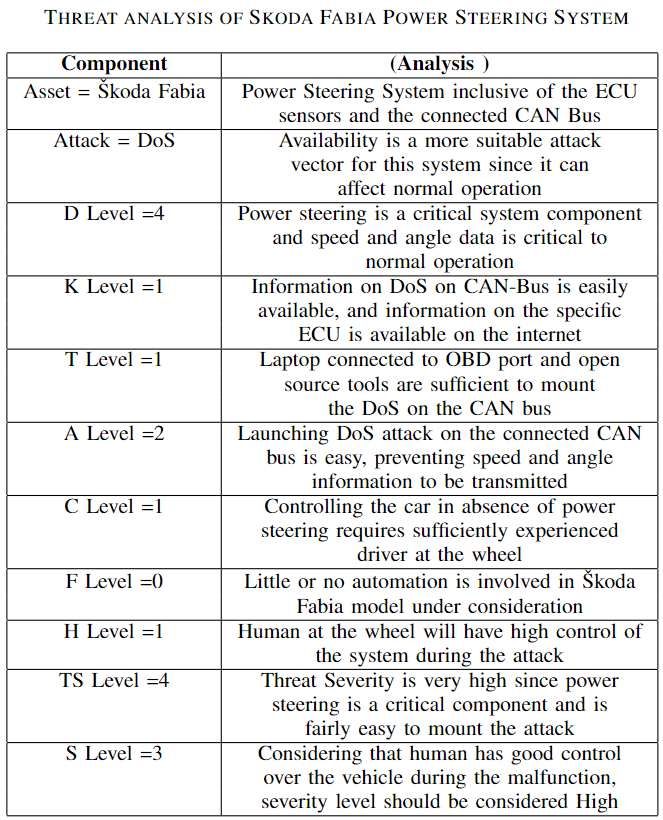 THREAT ANALYSIS OF SKODA FABIA POWER STEERING SYSTEM
Component
(Analysis )
Asset = Škoda Fabia
Power Steering System inclusive of the ECU
sensors and the connected CAN Bus
Attack = DoS
Availability is a more suitable attack
vector for this system since it can
affect normal operation
D Level =4
Power steering is a critical system component
and speed and angle data is critical to
normal operation
K Level =1
Information on DoS on CAN-Bus is easily
available, and information on the specific
ECU is available on the internet
T Level =1
Laptop connected to OBD port and open
source tools are sufficient to mount
the DoS on the CAN bus
A Level =2
Launching DoS attack on the connected CAN
bus is easy, preventing speed and angle
information to be transmitted
C Level =1
Controlling the car in absence of power
steering requires sufficiently experienced
driver at the wheel
F Level =0
Little or no automation is involved in Škoda
Fabia model under consideration
H Level =1
Human at the wheel will have high control of
the system during the attack
TS Level =4
Threat Severity is very high since power
steering is a critical component and is
fairly easy to mount the attack
S Level =3
Considering that human has good control
over the vehicle during the malfunction,
severity level should be considered High